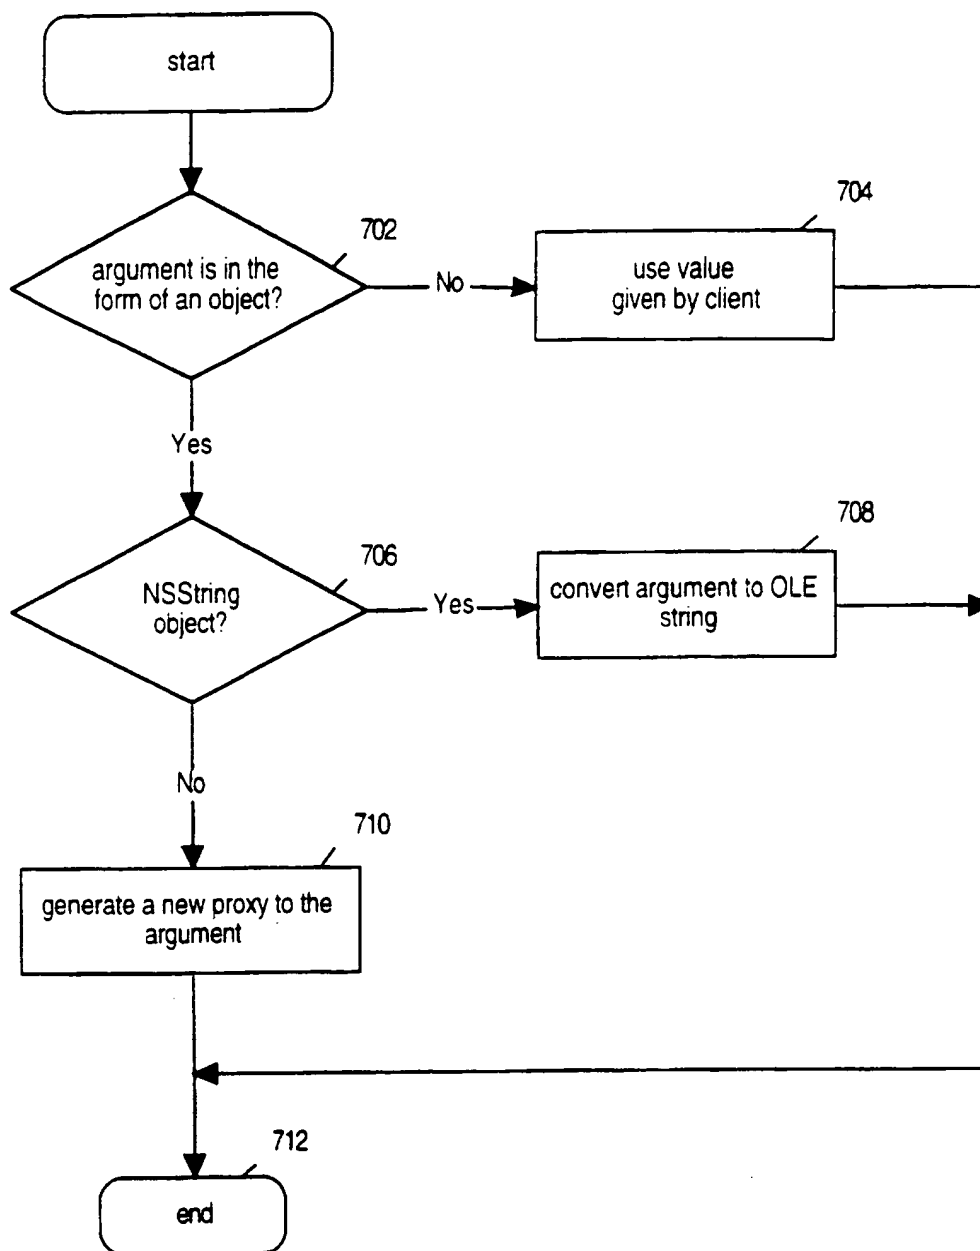 start
702
argument is in the
form of an object?
No
704
use value
given by client
Yes
706
NSString
object?
Yes
708
convert argument to OLE
string
No
710
generate a new proxy to the
argument
712
end